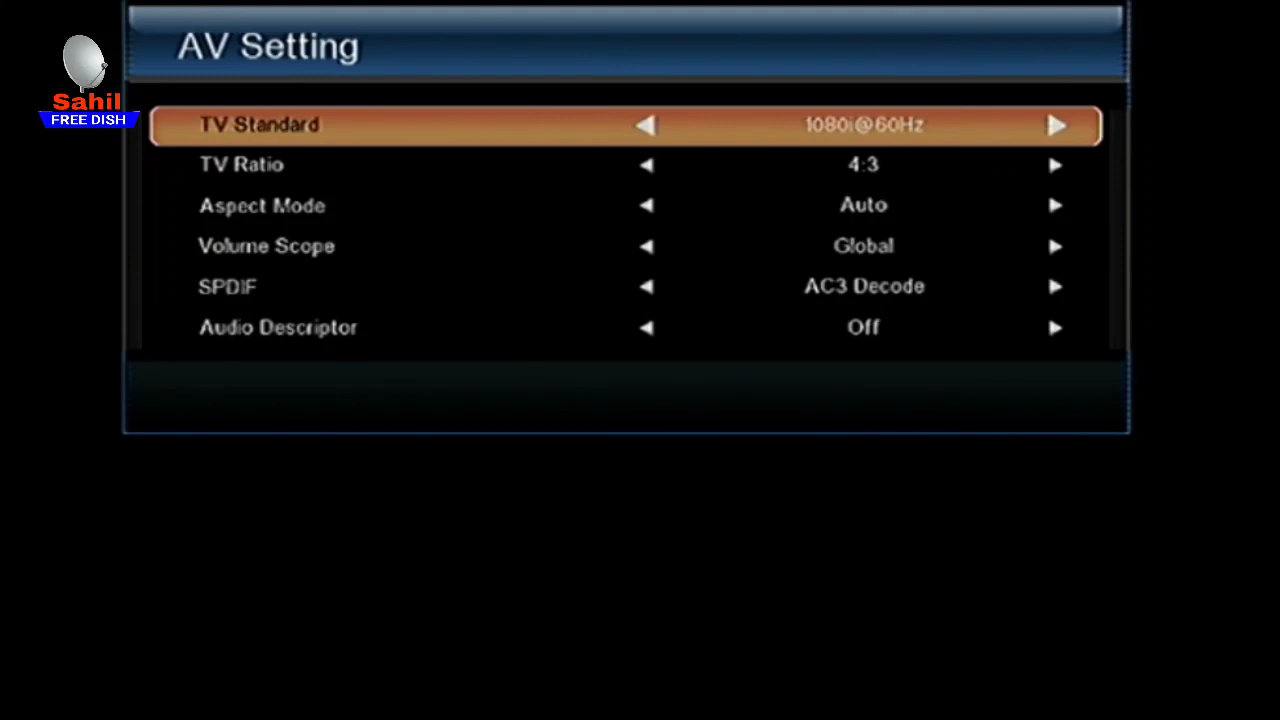 AV Setting
Sahil
FREE DISH
TV Standard 1080i@60Hz
TV Ratio 4:3
Aspect Mode Auto
Volume Scope Global
SPDIF AC3 Decode
Audio Descriptor Off